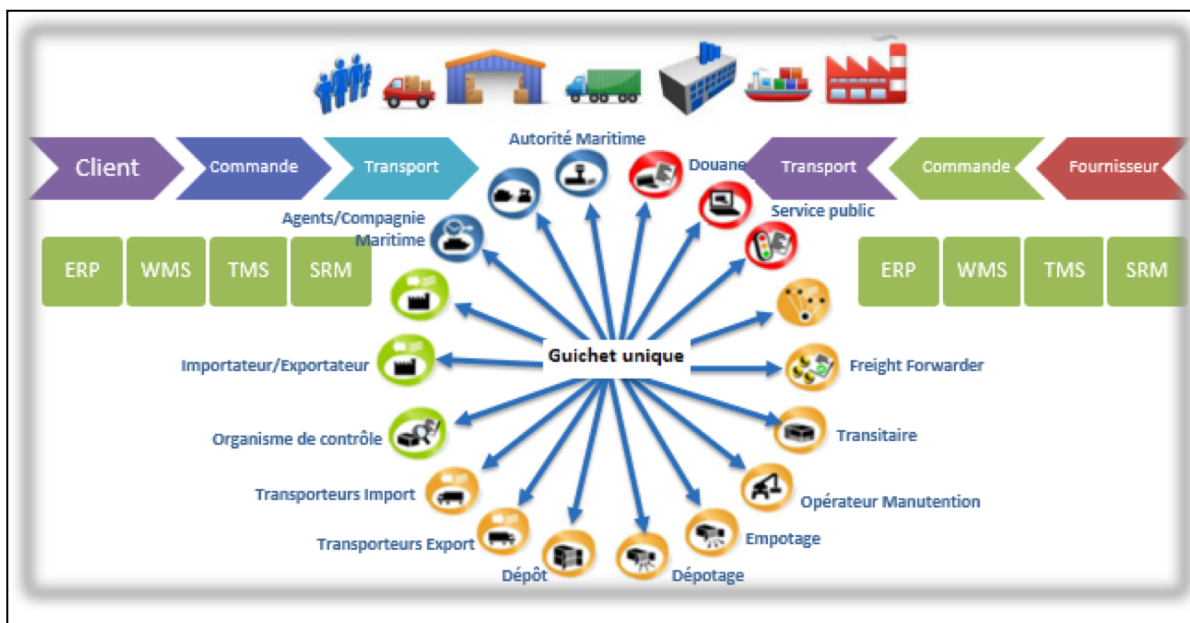 Autorité Maritime
Client
Commande
Transport
Douane
Transport
Commande
Fournisseur
Agents/Compagnie
Maritime
Service public
ERP
WMS
TMS
SRM
ERP
WMS
TMS
SRM
Guichet unique
Importateur/Exportateur
Freight Forwarder
Organisme de contrôle
Transitaire
Transporteurs Import
Opérateur Manutention
Transporteurs Export
Empotage
Dépôt
Dépotage